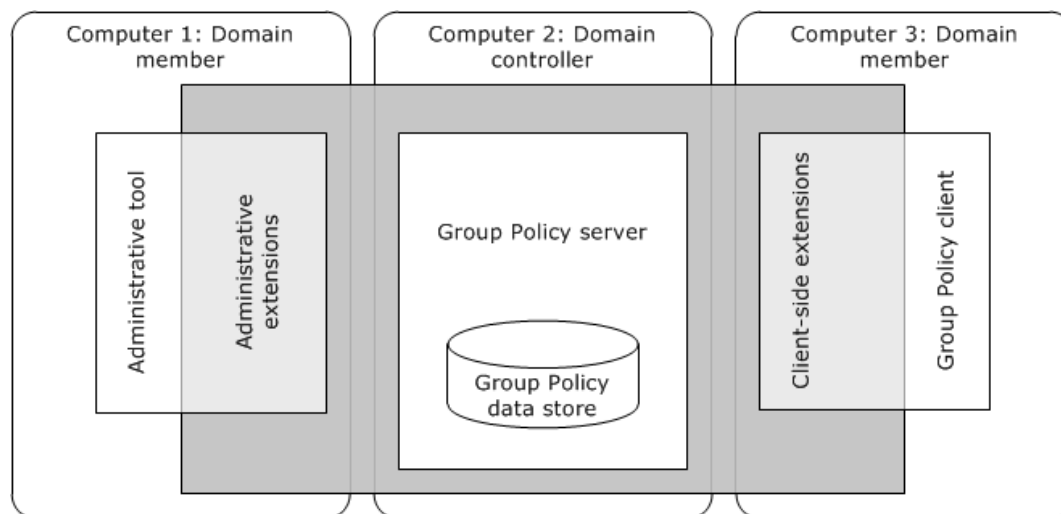 Computer 1: Domain
member
Computer 2: Domain
controller
Computer 3: Domain
member
Administrative tool
Administrative
extensions
Group Policy server
Group Policy
data store
Client-side extensions
Group Policy client